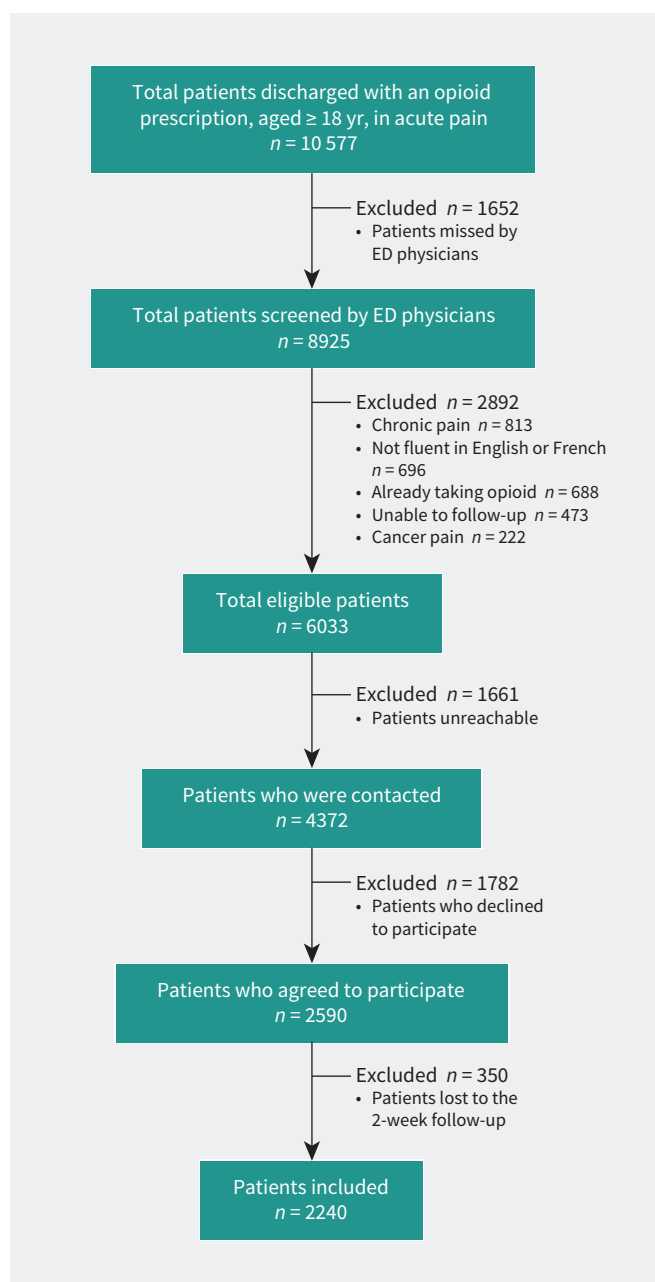 Total patients discharged with an opioid
prescription, aged ≥ 18 yr, in acute pain
n = 10 577
Excluded n = 1652
• Patients missed by
ED physicians
Total patients screened by ED physicians
n = 8925
Excluded n = 2892
• Chronic pain n = 813
• Not fluent in English or French
n = 696
• Already taking opioid n = 688
• Unable to follow-up n = 473
• Cancer pain n = 222
Total eligible patients
n = 6033
Excluded n = 1661
• Patients unreachable
Patients who were contacted
n = 4372
Excluded n = 1782
• Patients who declined
to participate
Patients who agreed to participate
n = 2590
Excluded n = 350
• Patients lost to the
2-week follow-up
Patients included
n = 2240